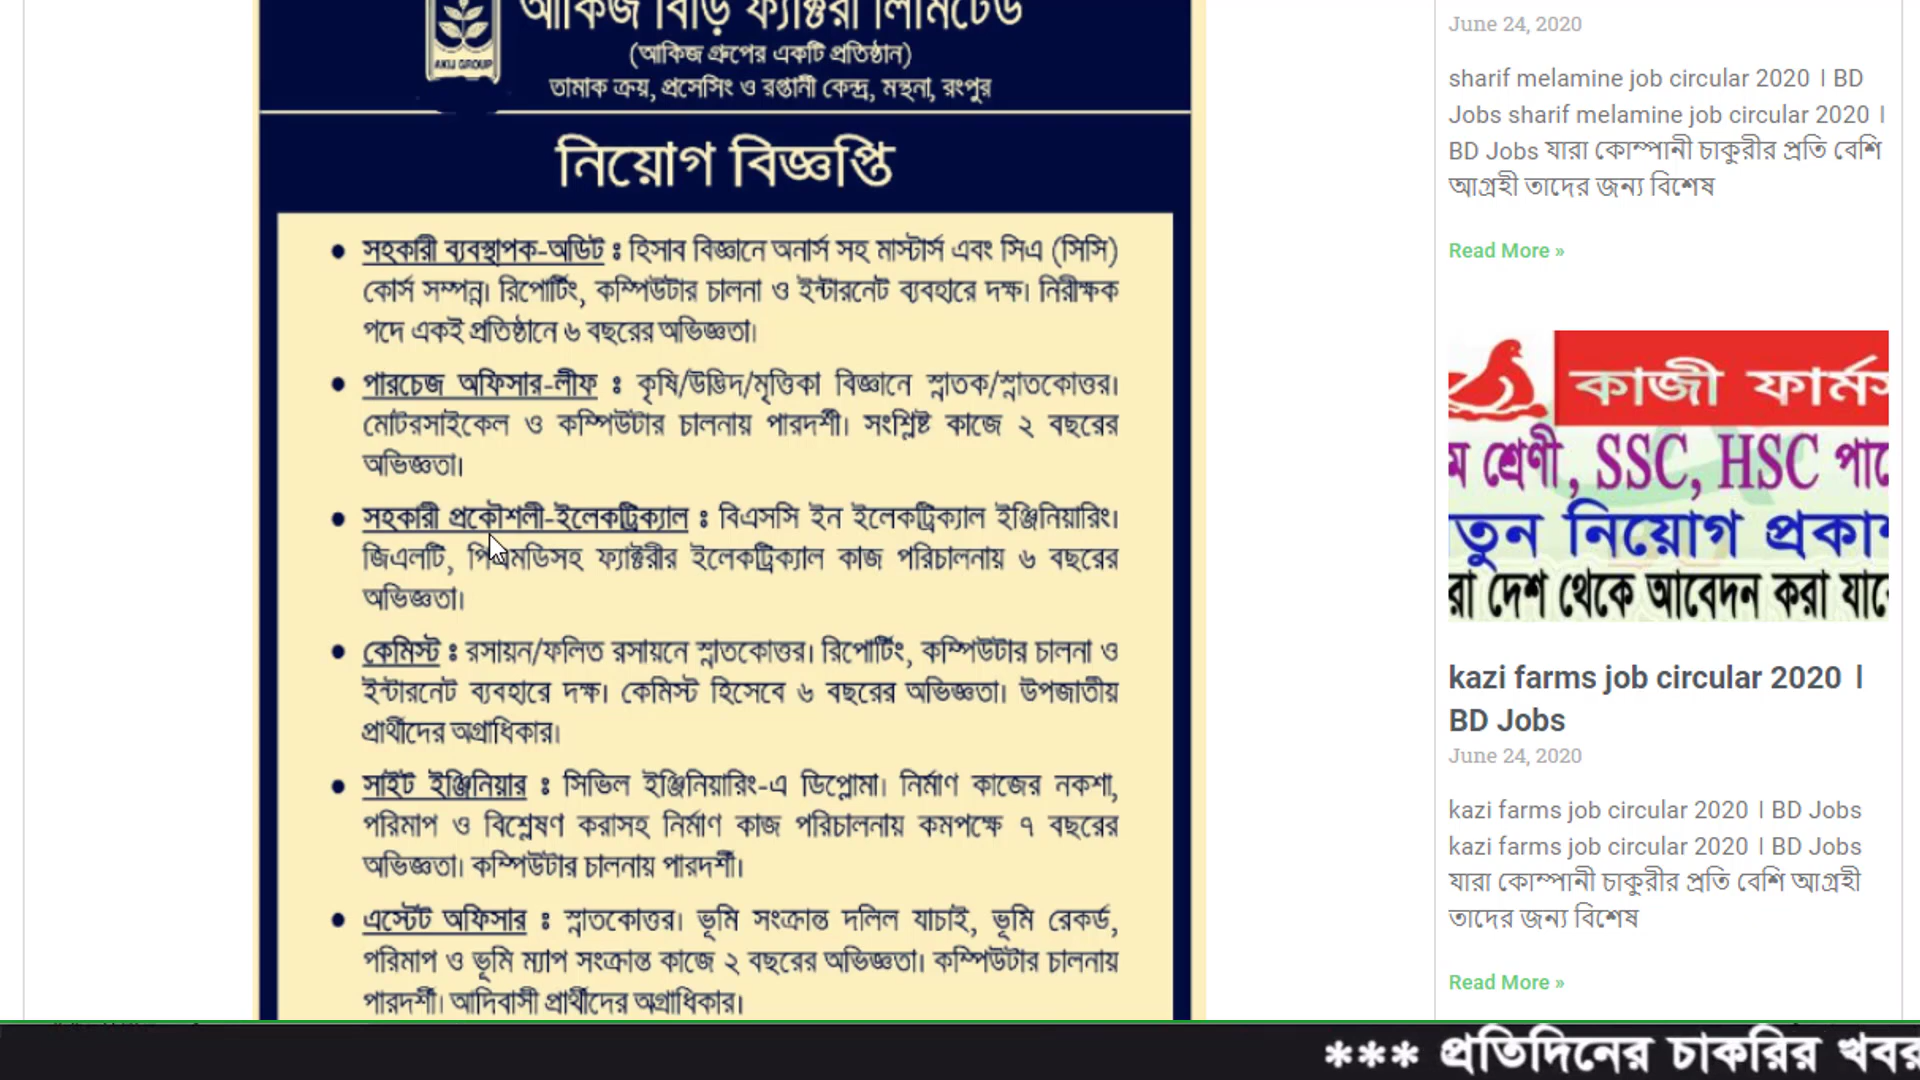 আকিজ বিড়ি ফ্যাক্টরী লিমিটেড
AKIJ GROUP
(আকিজ গ্রুপের একটি প্রতিষ্ঠান)
তামাক ক্রয়, প্রসেসিং ও রপ্তানী কেন্দ্র, মন্থনা, রংপুর
নিয়োগ বিজ্ঞপ্তি
• সহকারী ব্যবস্থাপক-অডিট ঃ হিসাব বিজ্ঞানে অনার্স সহ মাস্টার্স এবং সিএ (সিসি)
কোর্স সম্পন্ন। রিপোর্টিং, কম্পিউটার চালনা ও ইন্টারনেট ব্যবহারে দক্ষ। নিরীক্ষক
পদে একই প্রতিষ্ঠানে ৬ বছরের অভিজ্ঞতা।
• পারচেজ অফিসার-লীফ ঃ কৃষি/উদ্ভিদ/মৃত্তিকা বিজ্ঞানে স্নাতক/স্নাতকোত্তর।
মোটরসাইকেল ও কম্পিউটার চালনায় পারদর্শী। সংশ্লিষ্ট কাজে ২ বছরের
অভিজ্ঞতা।
• সহকারী প্রকৌশলী-ইলেকট্রিক্যাল ঃ বিএসসি ইন ইলেকট্রিক্যাল ইঞ্জিনিয়ারিং।
জিএলটি, ফ্যাক্টরীর ইলেকট্রিক্যাল কাজ পরিচালনায় ৬ বছরের
অভিজ্ঞতা।
• কেমিস্ট ঃ রসায়ন/ফলিত রসায়নে স্নাতকোত্তর। রিপোর্টিং, কম্পিউটার চালনা ও
ইন্টারনেট ব্যবহারে দক্ষ। কেমিস্ট হিসেবে ৬ বছরের অভিজ্ঞতা। উপজাতীয়
প্রার্থীদের অগ্রাধিকার।
• সাইট ইঞ্জিনিয়ার ঃ সিভিল ইঞ্জিনিয়ারিং-এ ডিপ্লোমা। নির্মাণ কাজের নকশা,
পরিমাপ ও বিশ্লেষণ করাসহ নির্মাণ কাজ পরিচালনায় কমপক্ষে ৭ বছরের
অভিজ্ঞতা। কম্পিউটার চালনায় পারদর্শী।
• এস্টেট অফিসার ঃ স্নাতকোত্তর। ভূমি সংক্রান্ত দলিল যাচাই, ভূমি রেকর্ড,
পরিমাপ ও ভূমি ম্যাপ সংক্রান্ত কাজে ২ বছরের অভিজ্ঞতা। কম্পিউটার চালনায়
পারদর্শী। আদিবাসী প্রার্থীদের অগ্রাধিকার।
June 24, 2020
sharif melamine job circular 2020 । BD
Jobs sharif melamine job circular 2020 ।
BD Jobs যারা কোম্পানী চাকুরীর প্রতি বেশি
আগ্রহী তাদের জন্য বিশেষ
Read More »
কাজী ফার্মস
ম শ্রেণী, SSC, HSC পাে
তুন নিয়োগ প্রকাশ
রা দেশ থেকে আবেদন করা যাবে
kazi farms job circular 2020 ।
BD Jobs
June 24, 2020
kazi farms job circular 2020 । BD Jobs
kazi farms job circular 2020 । BD Jobs
যারা কোম্পানী চাকুরীর প্রতি বেশি আগ্রহী
তাদের জন্য বিশেষ
Read More »
*** প্রতিদিনের চাকরির খবর